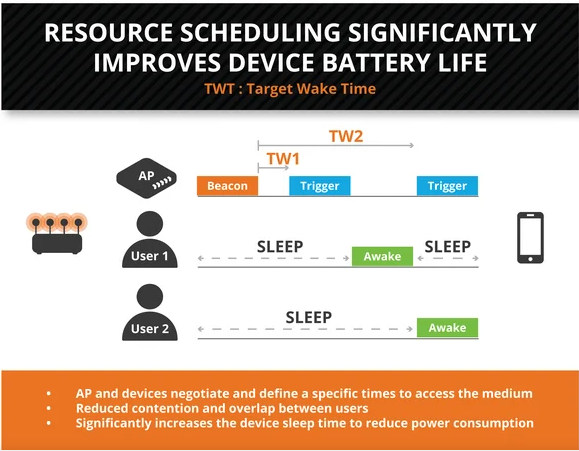 RESOURCE SCHEDULING SIGNIFICANTLY
IMPROVES DEVICE BATTERY LIFE
TWT : Target Wake Time
TW2
TW1
AP
Beacon
Trigger
Trigger
SLEEP
SLEEP
User 1
Awake
SLEEP
User 2
Awake
• AP and devices negotiate and define a specific times to access the medium
• Reduced contention and overlap between users
• Significantly increases the device sleep time to reduce power consumption